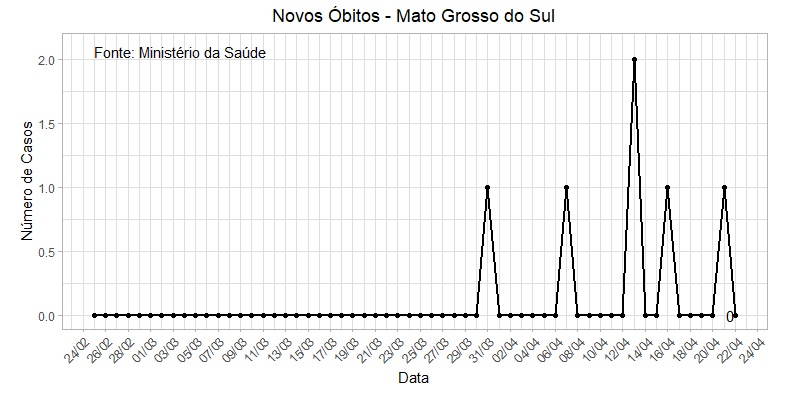 Novos Óbitos - Mato Grosso do Sul
Fonte: Ministério da Saúde
Número de Casos
2.0
1.5
1.0
0.5
0.0
0
24/02 26/02 28/02 01/03 03/03 05/03 07/03 09/03 11/03 13/03 15/03 17/03 19/03 21/03 23/03 25/03 27/03 29/03 31/03 02/04 04/04 06/04 08/04 10/04 12/04 14/04 16/04 18/04 20/04 22/04 24/04
Data